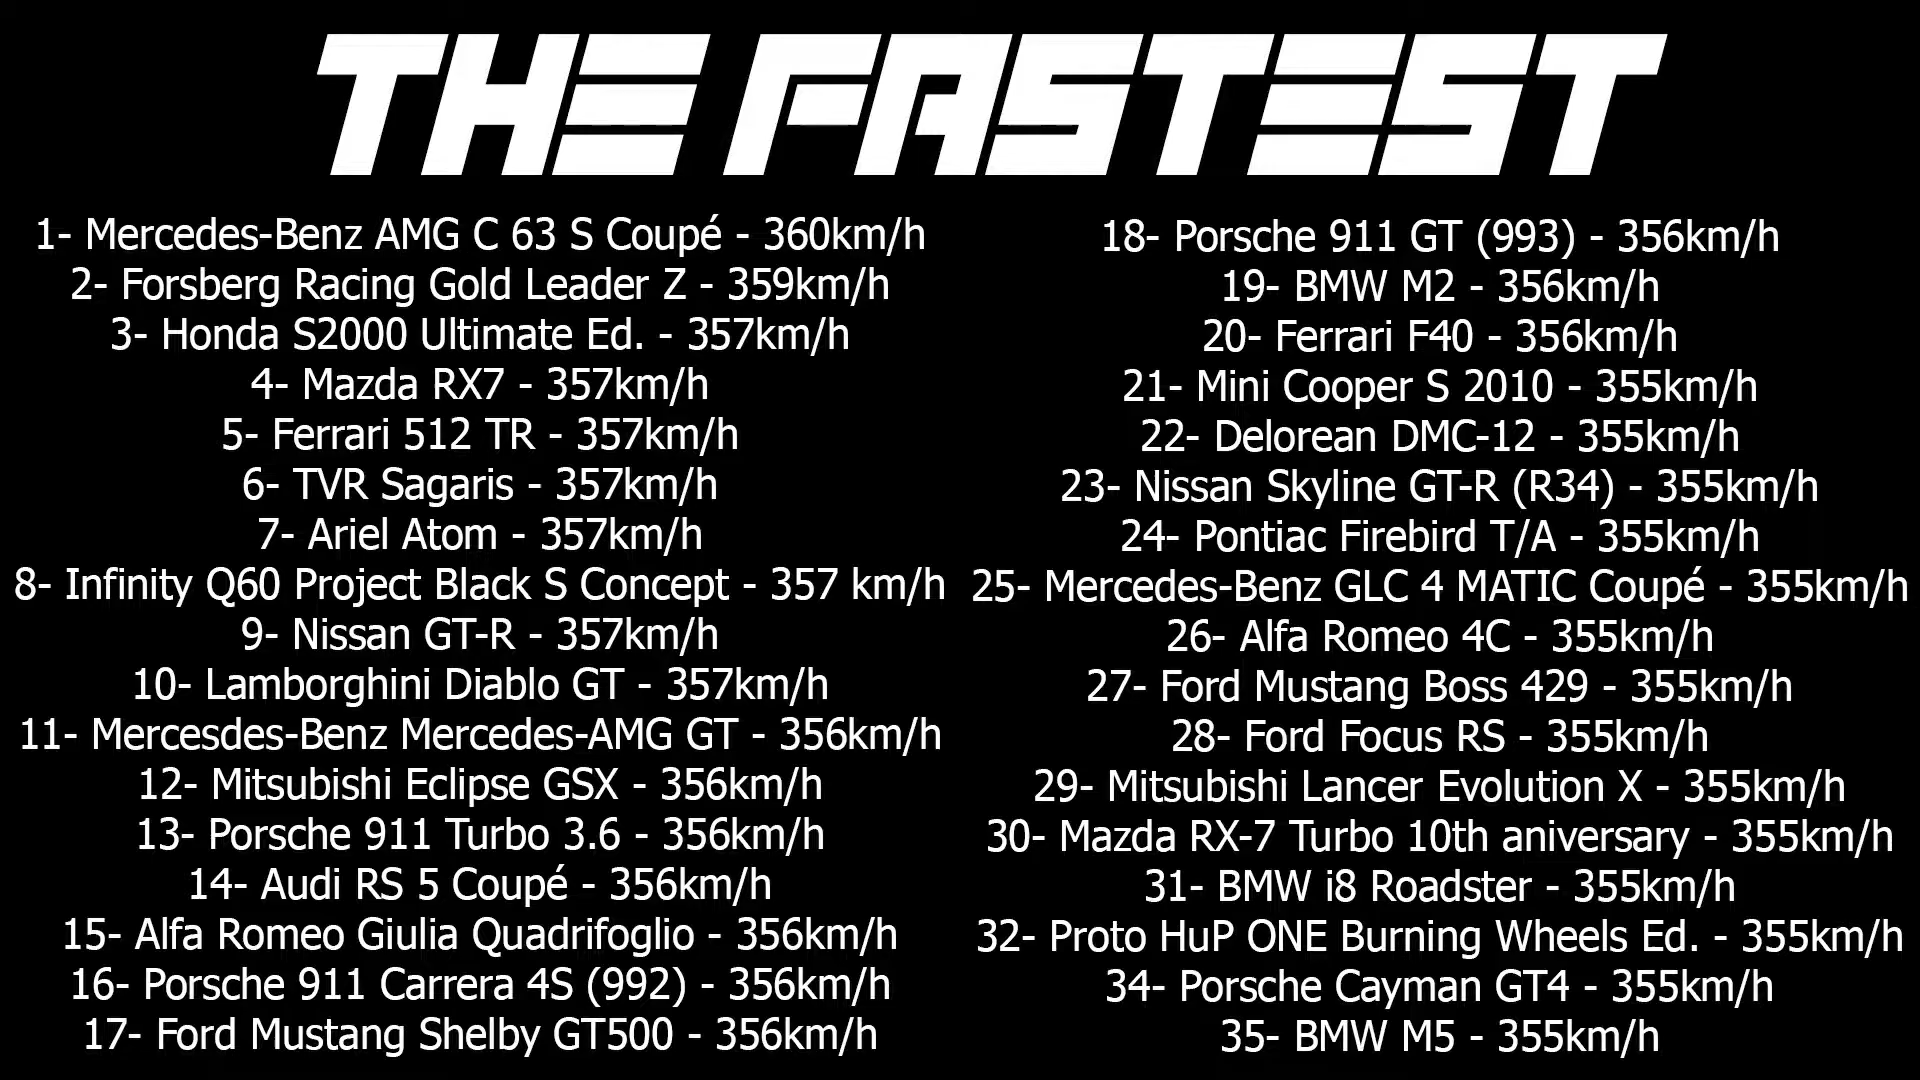 THE FASTEST
1- Mercedes-Benz AMG C 63 S Coupé - 360km/h
2- Forsberg Racing Gold Leader Z - 359km/h
3- Honda S2000 Ultimate Ed. - 357km/h
4- Mazda RX7 - 357km/h
5- Ferrari 512 TR - 357km/h
6- TVR Sagaris - 357km/h
7- Ariel Atom - 357km/h
8- Infinity Q60 Project Black S Concept - 357 km/h
9- Nissan GT-R - 357km/h
10- Lamborghini Diablo GT - 357km/h
11- Mercesdes-Benz Mercedes-AMG GT - 356km/h
12- Mitsubishi Eclipse GSX - 356km/h
13- Porsche 911 Turbo 3.6 - 356km/h
14- Audi RS 5 Coupé - 356km/h
15- Alfa Romeo Giulia Quadrifoglio - 356km/h
16- Porsche 911 Carrera 4S (992) - 356km/h
17- Ford Mustang Shelby GT500 - 356km/h
18- Porsche 911 GT (993) - 356km/h
19- BMW M2 - 356km/h
20- Ferrari F40 - 356km/h
21- Mini Cooper S 2010 - 355km/h
22- Delorean DMC-12 - 355km/h
23- Nissan Skyline GT-R (R34) - 355km/h
24- Pontiac Firebird T/A - 355km/h
25- Mercedes-Benz GLC 4 MATIC Coupé - 355km/h
26- Alfa Romeo 4C - 355km/h
27- Ford Mustang Boss 429 - 355km/h
28- Ford Focus RS - 355km/h
29- Mitsubishi Lancer Evolution X - 355km/h
30- Mazda RX-7 Turbo 10th aniversary - 355km/h
31- BMW i8 Roadster - 355km/h
32- Proto HuP ONE Burning Wheels Ed. - 355km/h
34- Porsche Cayman GT4 - 355km/h
35- BMW M5 - 355km/h